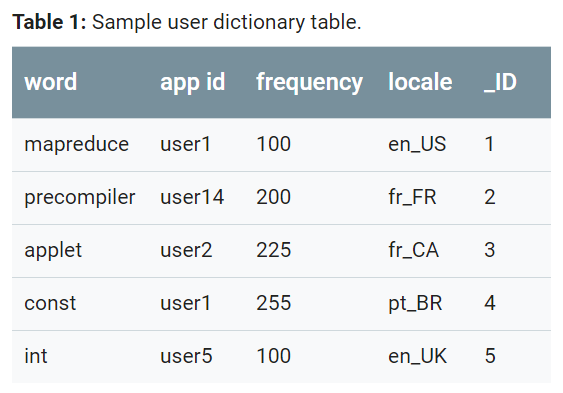 Table 1: Sample user dictionary table.
word app id frequency locale _ID
mapreduce user1 100 en_US 1
precompiler user14 200 fr_FR 2
applet user2 225 fr_CA 3
const user1 255 pt_BR 4
int user5 100 en_UK 5